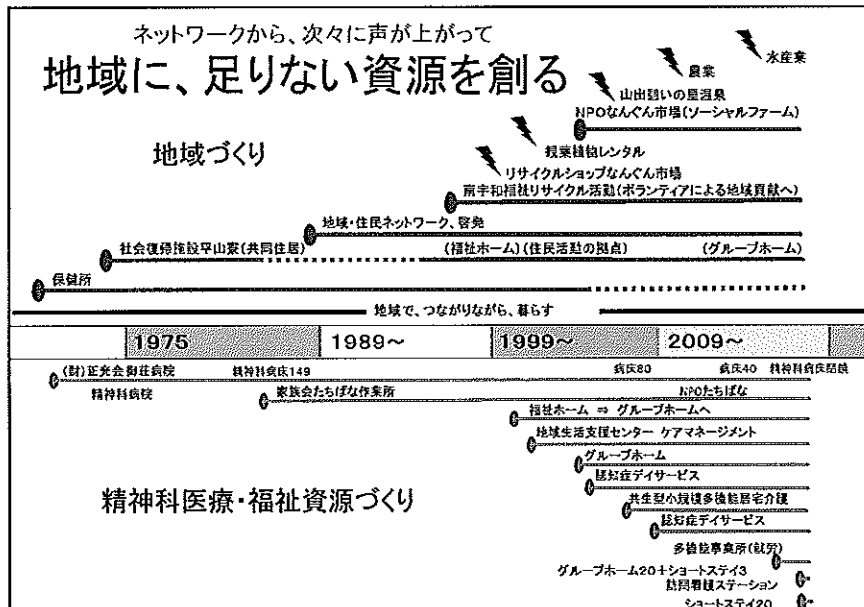 ネットワークから、次々に声が上がって
地域に、足りない資源を創る
水産業
農業
山出憩いの里温泉
NPOなんぐん市場(ソーシャルファーム)
地域づくり
観葉植物レンタル
リサイクルショップなんぐん市場
南宇和福祉リサイクル活動(ボランティアによる地域貢献へ)
地域・住民ネットワーク、啓発
社会復帰施設平山寮(共同住居)
(福祉ホーム)(住民活動の拠点)
(グループホーム)
保健所
地域で、つながりながら、暮らす
1975
1989～
1999～
2009～
(財)正光会御荘病院
精神科病床149
病床80
病床40
精神科病床閉鎖
精神科病院
家族会たちばな作業所
NPOたちばな
福祉ホーム ⇒ グループホームへ
地域生活支援センター ケアマネージメント
グループホーム
認知症デイサービス
共生型小規模多機能居宅介護
精神科医療・福祉資源づくり
認知症デイサービス
多機能事業所(就労)
グループホーム20＋ショートステイ3
訪問看護ステーション
ショートステイ20